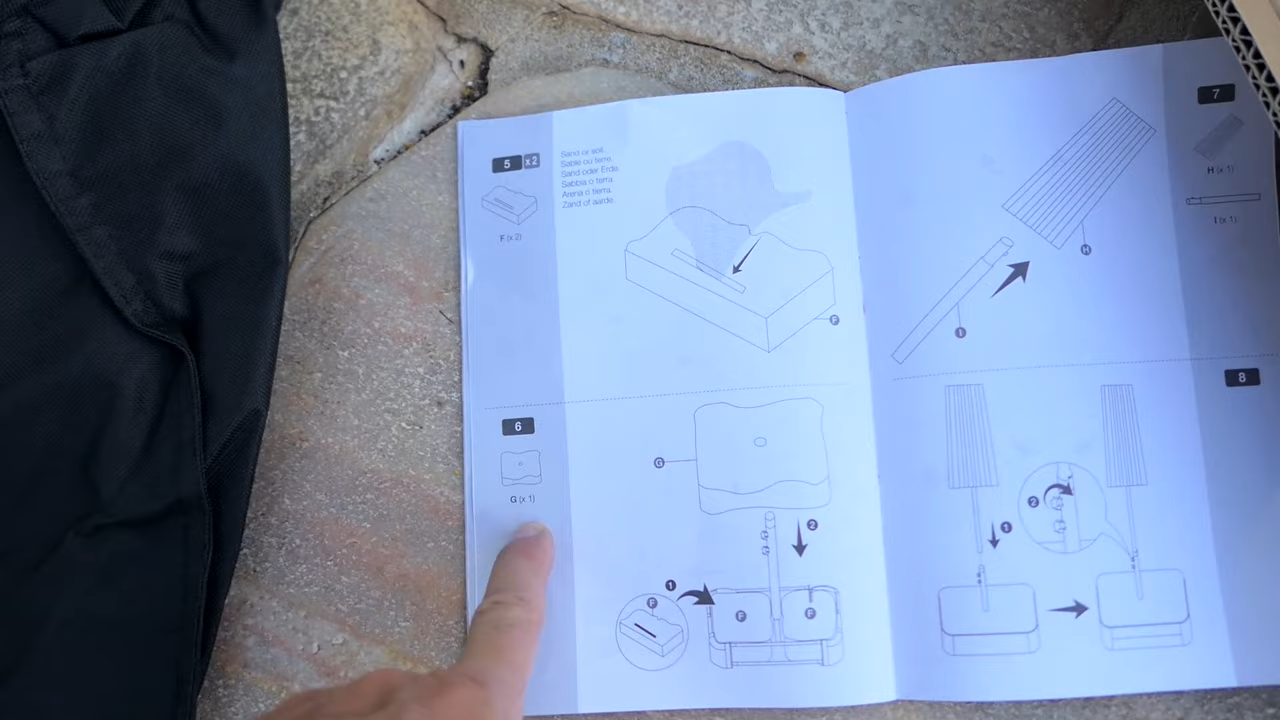 5 x2
Sand or soil.
Sable ou terre.
Sand oder Erde.
Sabbia o terra.
Arena o tierra.
Zand of aarde.
F (x 2)
F
6
G (x 1)
G
2
1
F
F
F
7
H (x 1)
I (x 1)
H
I
8
1
2